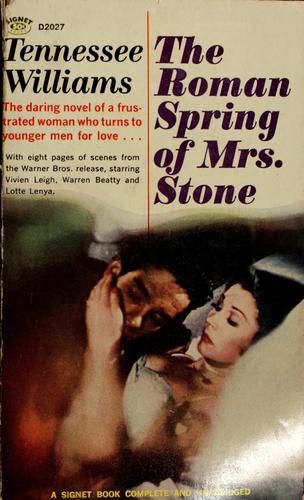 SIGNET
50¢
BOOKS
D2027
Tennessee
Williams
The daring novel of a frus-
trated woman who turns to
younger men for love . . .
With eight pages of scenes from
the Warner Bros. release, starring
Vivien Leigh, Warren Beatty and
Lotte Lenya.
The
Roman
Spring
of Mrs.
Stone
A SIGNET BOOK COMPLETE AND UNABRIDGED